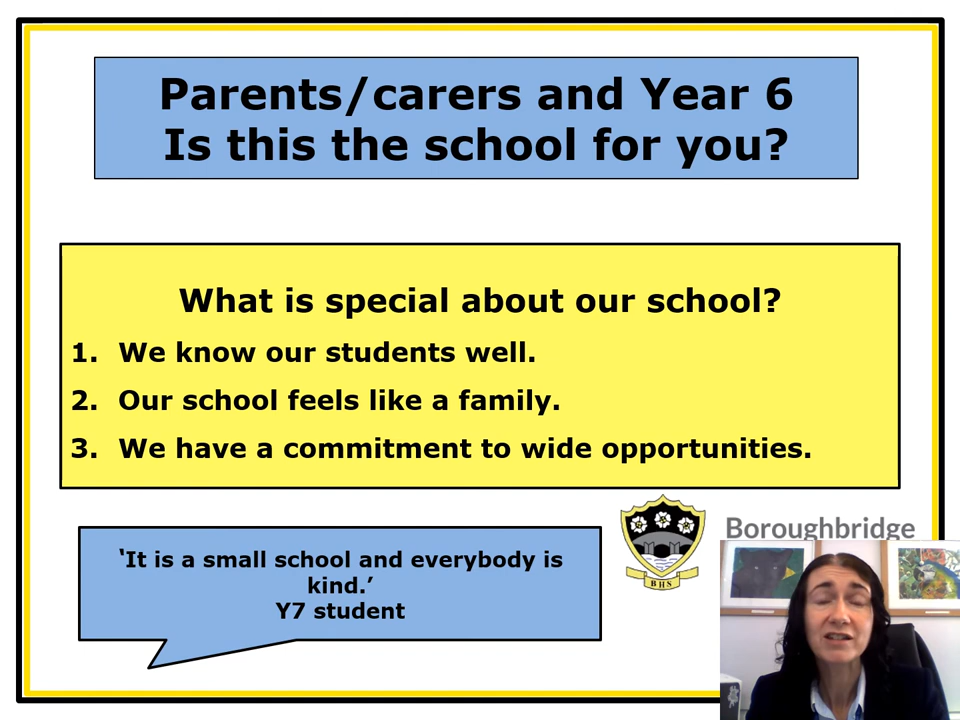 Parents/carers and Year 6
Is this the school for you?
What is special about our school?
1. We know our students well.
2. Our school feels like a family.
3. We have a commitment to wide opportunities.
‘It is a small school and everybody is
kind.’
Y7 student
Boroughbridge
BHS